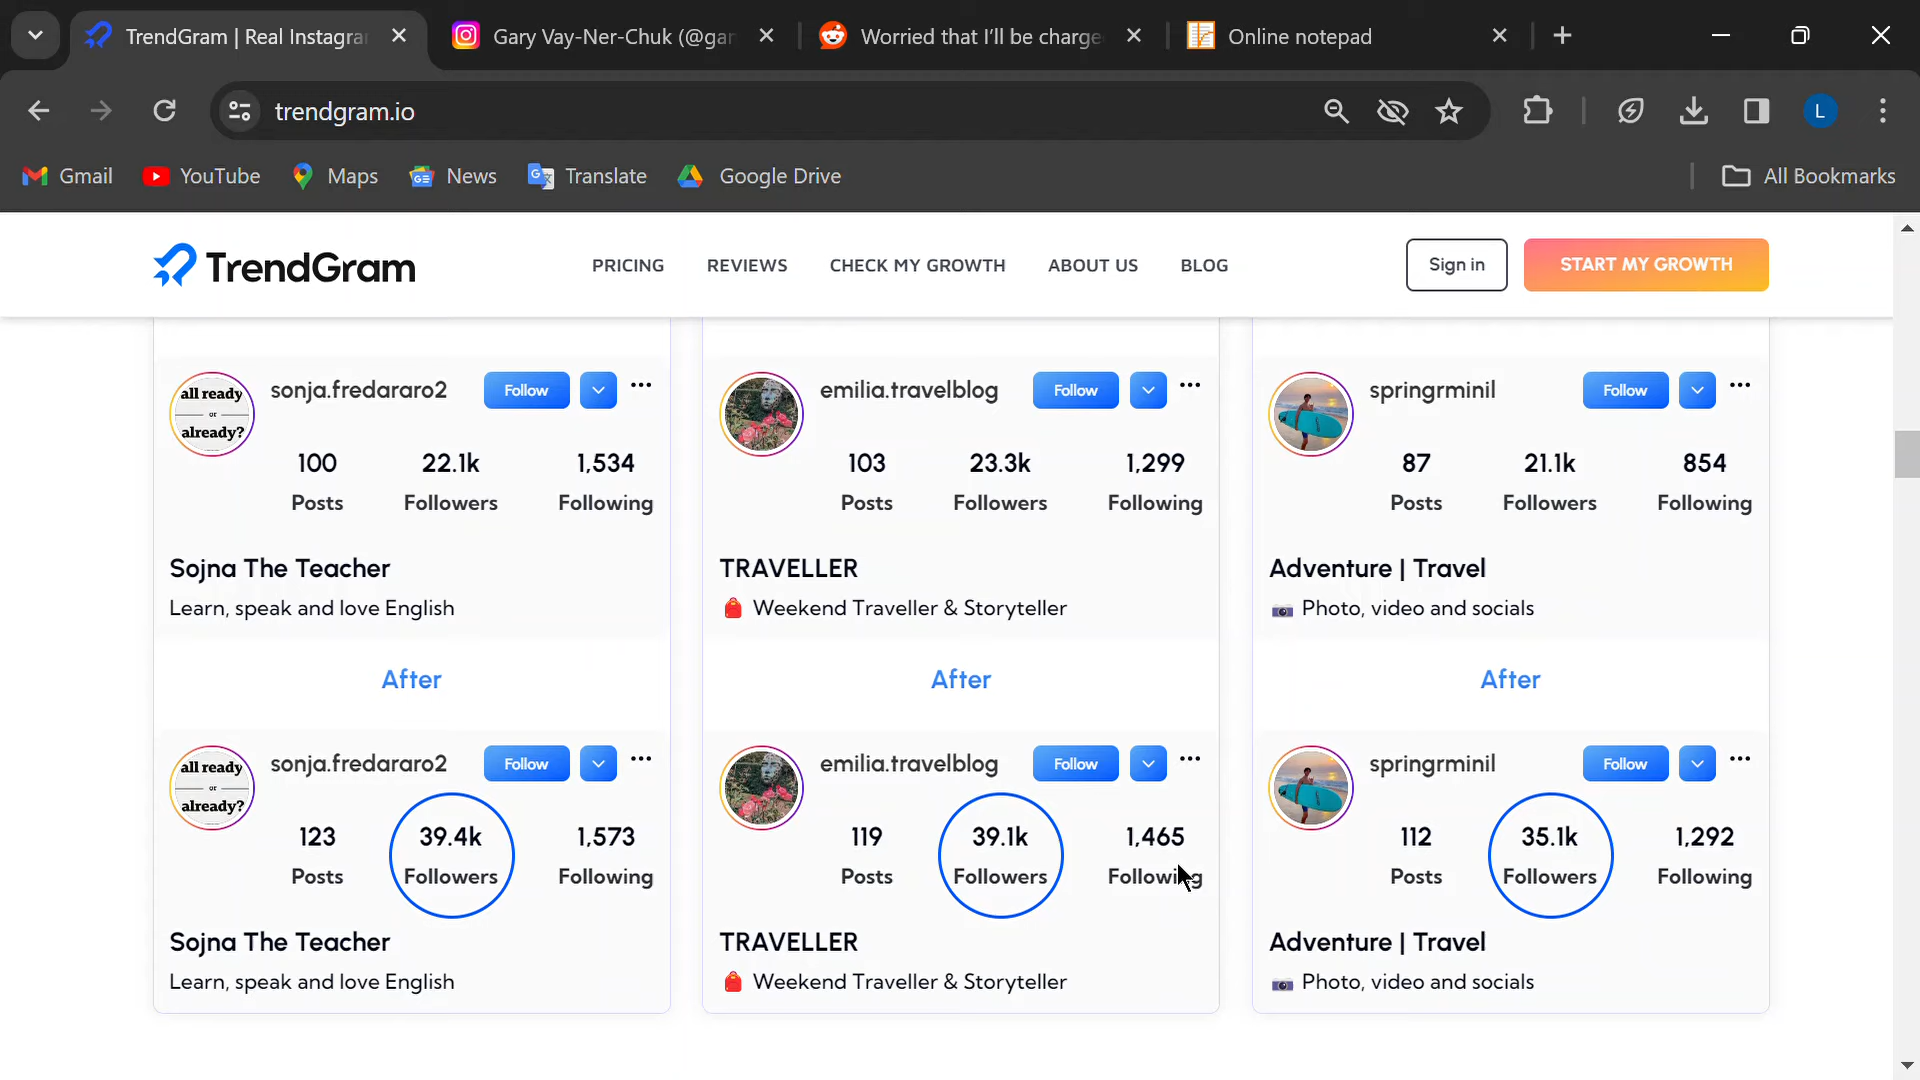 TrendGram | Real Instagra
Gary Vay-Ner-Chuk (@gar
Worried that I'll be charge
Online notepad
trendgram.io
L
Gmail
YouTube
Maps
News
Translate
Google Drive
All Bookmarks
TrendGram
PRICING
REVIEWS
CHECK MY GROWTH
ABOUT US
BLOG
Sign in
START MY GROWTH
all ready
or
already?
sonja.fredararo2
Follow
100
22.1k
1,534
Posts
Followers
Following
Sojna The Teacher
Learn, speak and love English
After
all ready
or
already?
sonja.fredararo2
Follow
123
39.4k
1,573
Posts
Followers
Following
Sojna The Teacher
Learn, speak and love English
emilia.travelblog
Follow
103
23.3k
1,299
Posts
Followers
Following
TRAVELLER
🎒 Weekend Traveller & Storyteller
After
emilia.travelblog
Follow
119
39.1k
1,465
Posts
Followers
Following
TRAVELLER
🎒 Weekend Traveller & Storyteller
springrminil
Follow
87
21.1k
854
Posts
Followers
Following
Adventure | Travel
📷 Photo, video and socials
After
springrminil
Follow
112
35.1k
1,292
Posts
Followers
Following
Adventure | Travel
📷 Photo, video and socials